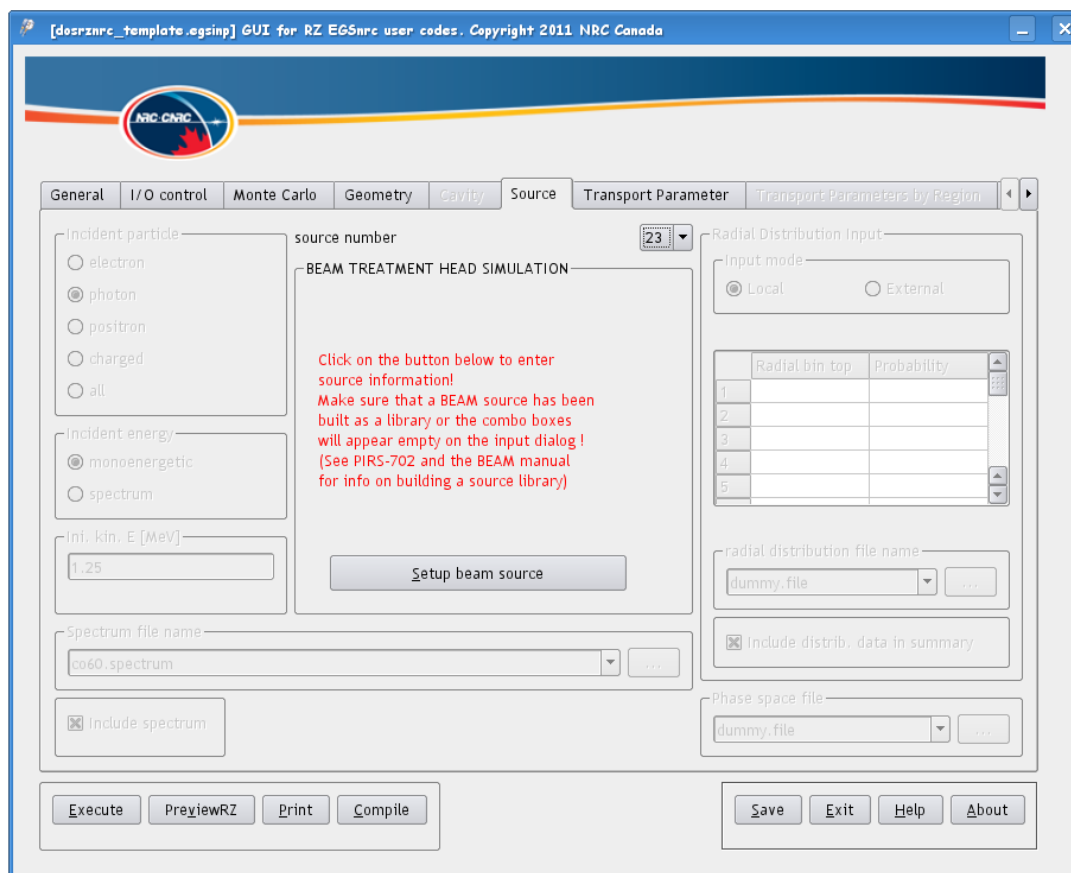 [dosrznrc_template.egsinp] GUI for RZ EGSnrc user codes. Copyright 2011 NRC Canada
NRC·CNRC
General I/O control Monte Carlo Geometry Cavity Source Transport Parameter Transport Parameters by Region
Incident particle
electron
photon
positron
charged
all
Incident energy
monoenergetic
spectrum
Ini. kin. E [MeV]
1.25
source number 23
BEAM TREATMENT HEAD SIMULATION
Click on the button below to enter
source information!
Make sure that a BEAM source has been
built as a library or the combo boxes
will appear empty on the input dialog !
(See PIRS-702 and the BEAM manual
for info on building a source library)
Setup beam source
Spectrum file name
co60.spectrum ...
Include spectrum
Radial Distribution Input
Input mode
Local External
Radial bin top Probability
1
2
3
4
5
radial distribution file name
dummy.file ...
Include distrib. data in summary
Phase space file
dummy.file ...
Execute PreviewRZ Print Compile
Save Exit Help About